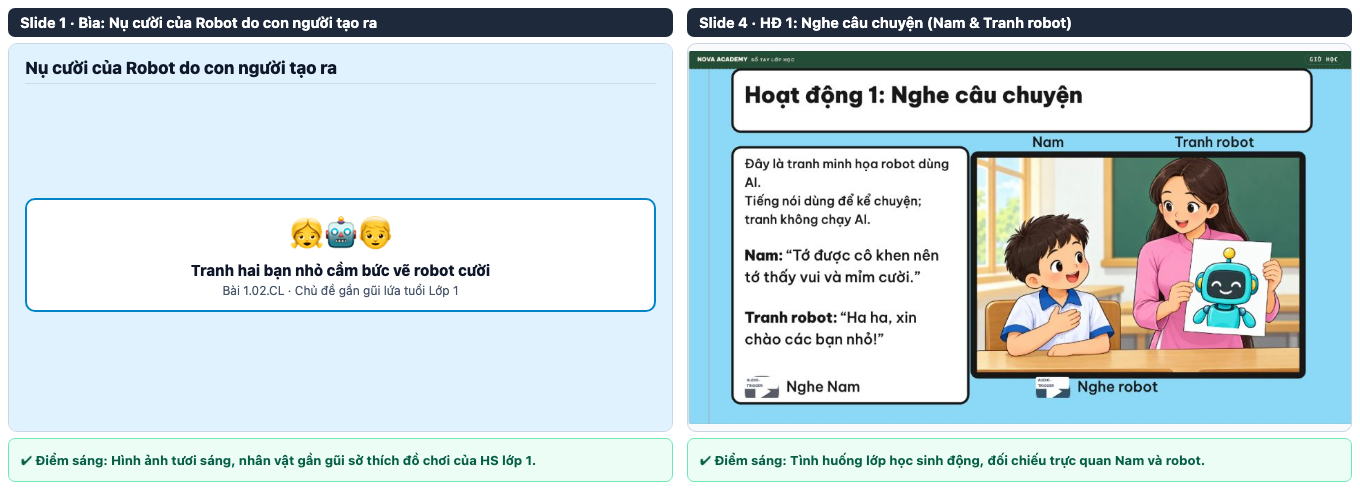 Slide 1 · Bìa: Nụ cười của Robot do con người tạo ra
Nụ cười của Robot do con người tạo ra
Tranh hai bạn nhỏ cầm bức vẽ robot cười
Bài 1.02.CL · Chủ đề gần gũi lứa tuổi Lớp 1
✔ Điểm sáng: Hình ảnh tươi sáng, nhân vật gần gũi sở thích đồ chơi của HS lớp 1.
Slide 4 · HĐ 1: Nghe câu chuyện (Nam & Tranh robot)
NOVA ACADEMY SỔ TAY LỚP HỌC
GIỜ HỌC
Hoạt động 1: Nghe câu chuyện
Nam
Tranh robot
Đây là tranh minh họa robot dùng
AI.
Tiếng nói dùng để kể chuyện;
tranh không chạy AI.
Nam: “Tớ được cô khen nên
tớ thấy vui và mỉm cười.”
Tranh robot: “Ha ha, xin
chào các bạn nhỏ!”
Nghe Nam
Nghe robot
✔ Điểm sáng: Tình huống lớp học sinh động, đối chiếu trực quan Nam và robot.